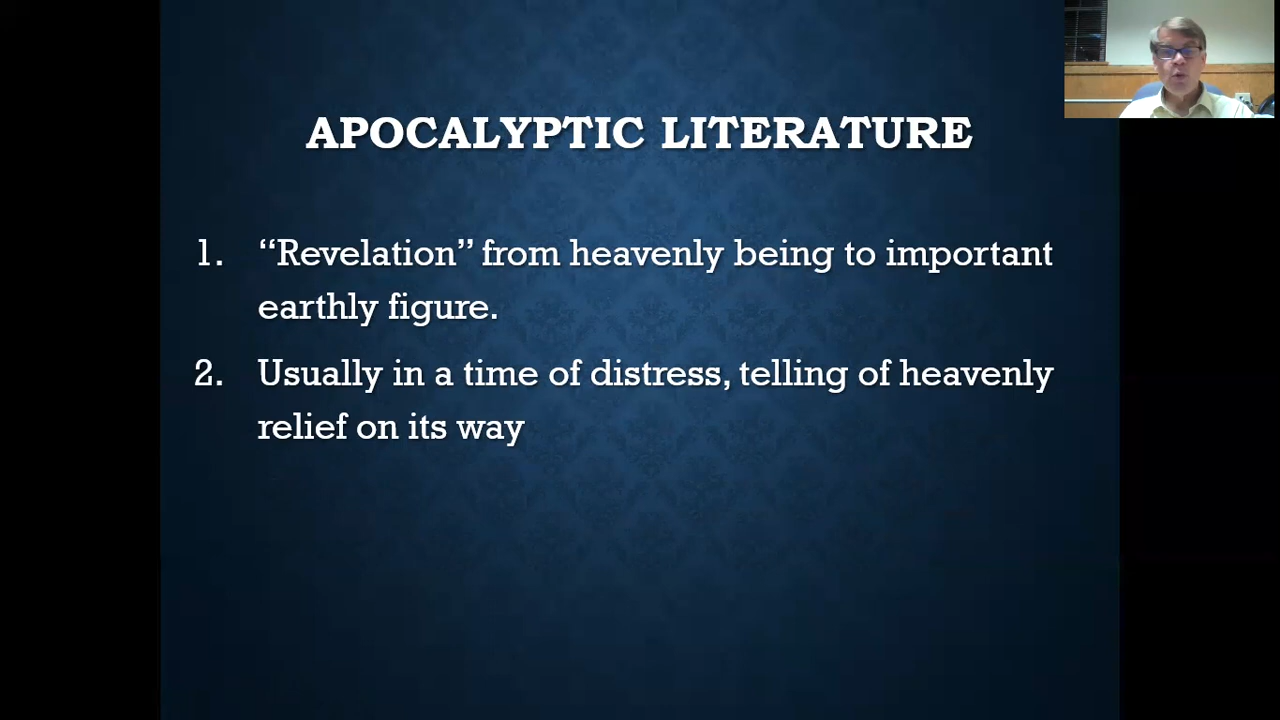 APOCALYPTIC LITERATURE
1. “Revelation” from heavenly being to important
earthly figure.
2. Usually in a time of distress, telling of heavenly
relief on its way